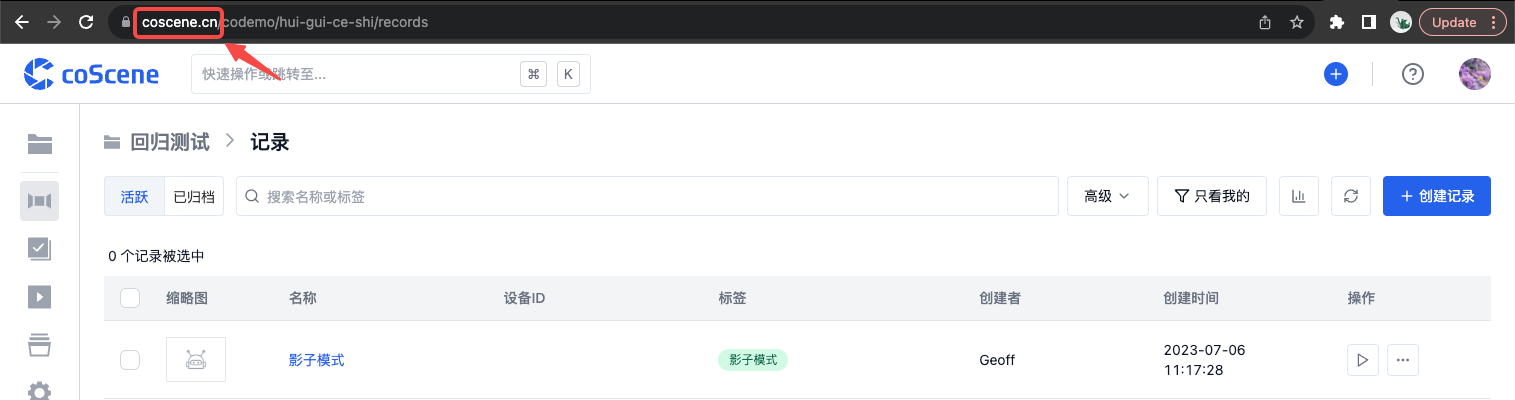 coscene.cn/codemo/hui-gui-ce-shi/records
Update
coScene
快速操作或跳转至...
⌘ K
回归测试 > 记录
活跃 已归档 搜索名称或标签 高级 只看我的 + 创建记录
0 个记录被选中
缩略图 名称 设备ID 标签 创建者 创建时间 操作
影子模式 影子模式 Geoff 2023-07-06
11:17:28